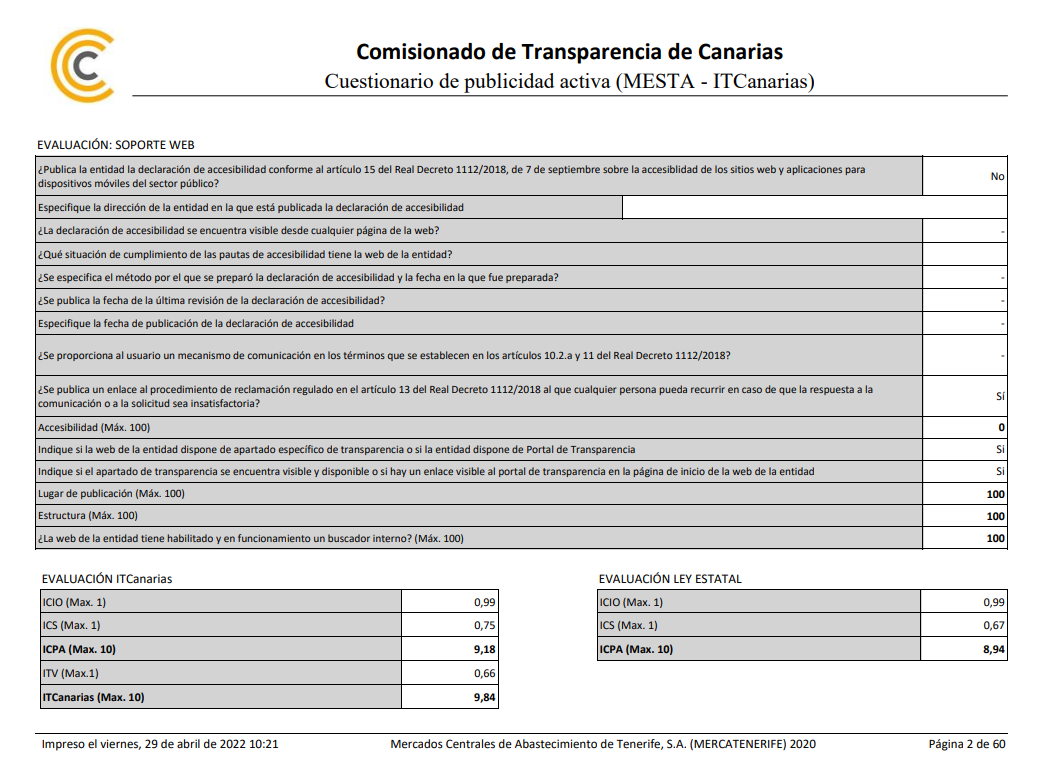 Comisionado de Transparencia de Canarias
Cuestionario de publicidad activa (MESTA - ITCanarias)
EVALUACIÓN: SOPORTE WEB
¿Publica la entidad la declaración de accesibilidad conforme al artículo 15 del Real Decreto 1112/2018, de 7 de septiembre sobre la accesiblidad de los sitios web y aplicaciones para
dispositivos móviles del sector público?
No
Especifique la dirección de la entidad en la que está publicada la declaración de accesibilidad
¿La declaración de accesibilidad se encuentra visible desde cualquier página de la web? -
¿Qué situación de cumplimiento de las pautas de accesibilidad tiene la web de la entidad?
¿Se especifica el método por el que se preparó la declaración de accesibilidad y la fecha en la que fue preparada? -
¿Se publica la fecha de la última revisión de la declaración de accesibilidad? -
Especifique la fecha de publicación de la declaración de accesibilidad -
¿Se proporciona al usuario un mecanismo de comunicación en los términos que se establecen en los artículos 10.2.a y 11 del Real Decreto 1112/2018? -
¿Se publica un enlace al procedimiento de reclamación regulado en el artículo 13 del Real Decreto 1112/2018 al que cualquier persona pueda recurrir en caso de que la respuesta a la
comunicación o a la solicitud sea insatisfactoria?
Sí
Accesibilidad (Máx. 100) 0
Indique si la web de la entidad dispone de apartado específico de transparencia o si la entidad dispone de Portal de Transparencia Si
Indique si el apartado de transparencia se encuentra visible y disponible o si hay un enlace visible al portal de transparencia en la página de inicio de la web de la entidad Si
Lugar de publicación (Máx. 100) 100
Estructura (Máx. 100) 100
¿La web de la entidad tiene habilitado y en funcionamiento un buscador interno? (Máx. 100) 100
EVALUACIÓN ITCanarias
ICIO (Max. 1) 0,99
ICS (Max. 1) 0,75
ICPA (Max. 10) 9,18
ITV (Max.1) 0,66
ITCanarias (Max. 10) 9,84
EVALUACIÓN LEY ESTATAL
ICIO (Max. 1) 0,99
ICS (Max. 1) 0,67
ICPA (Max. 10) 8,94
Impreso el viernes, 29 de abril de 2022 10:21 Mercados Centrales de Abastecimiento de Tenerife, S.A. (MERCATENERIFE) 2020 Página 2 de 60